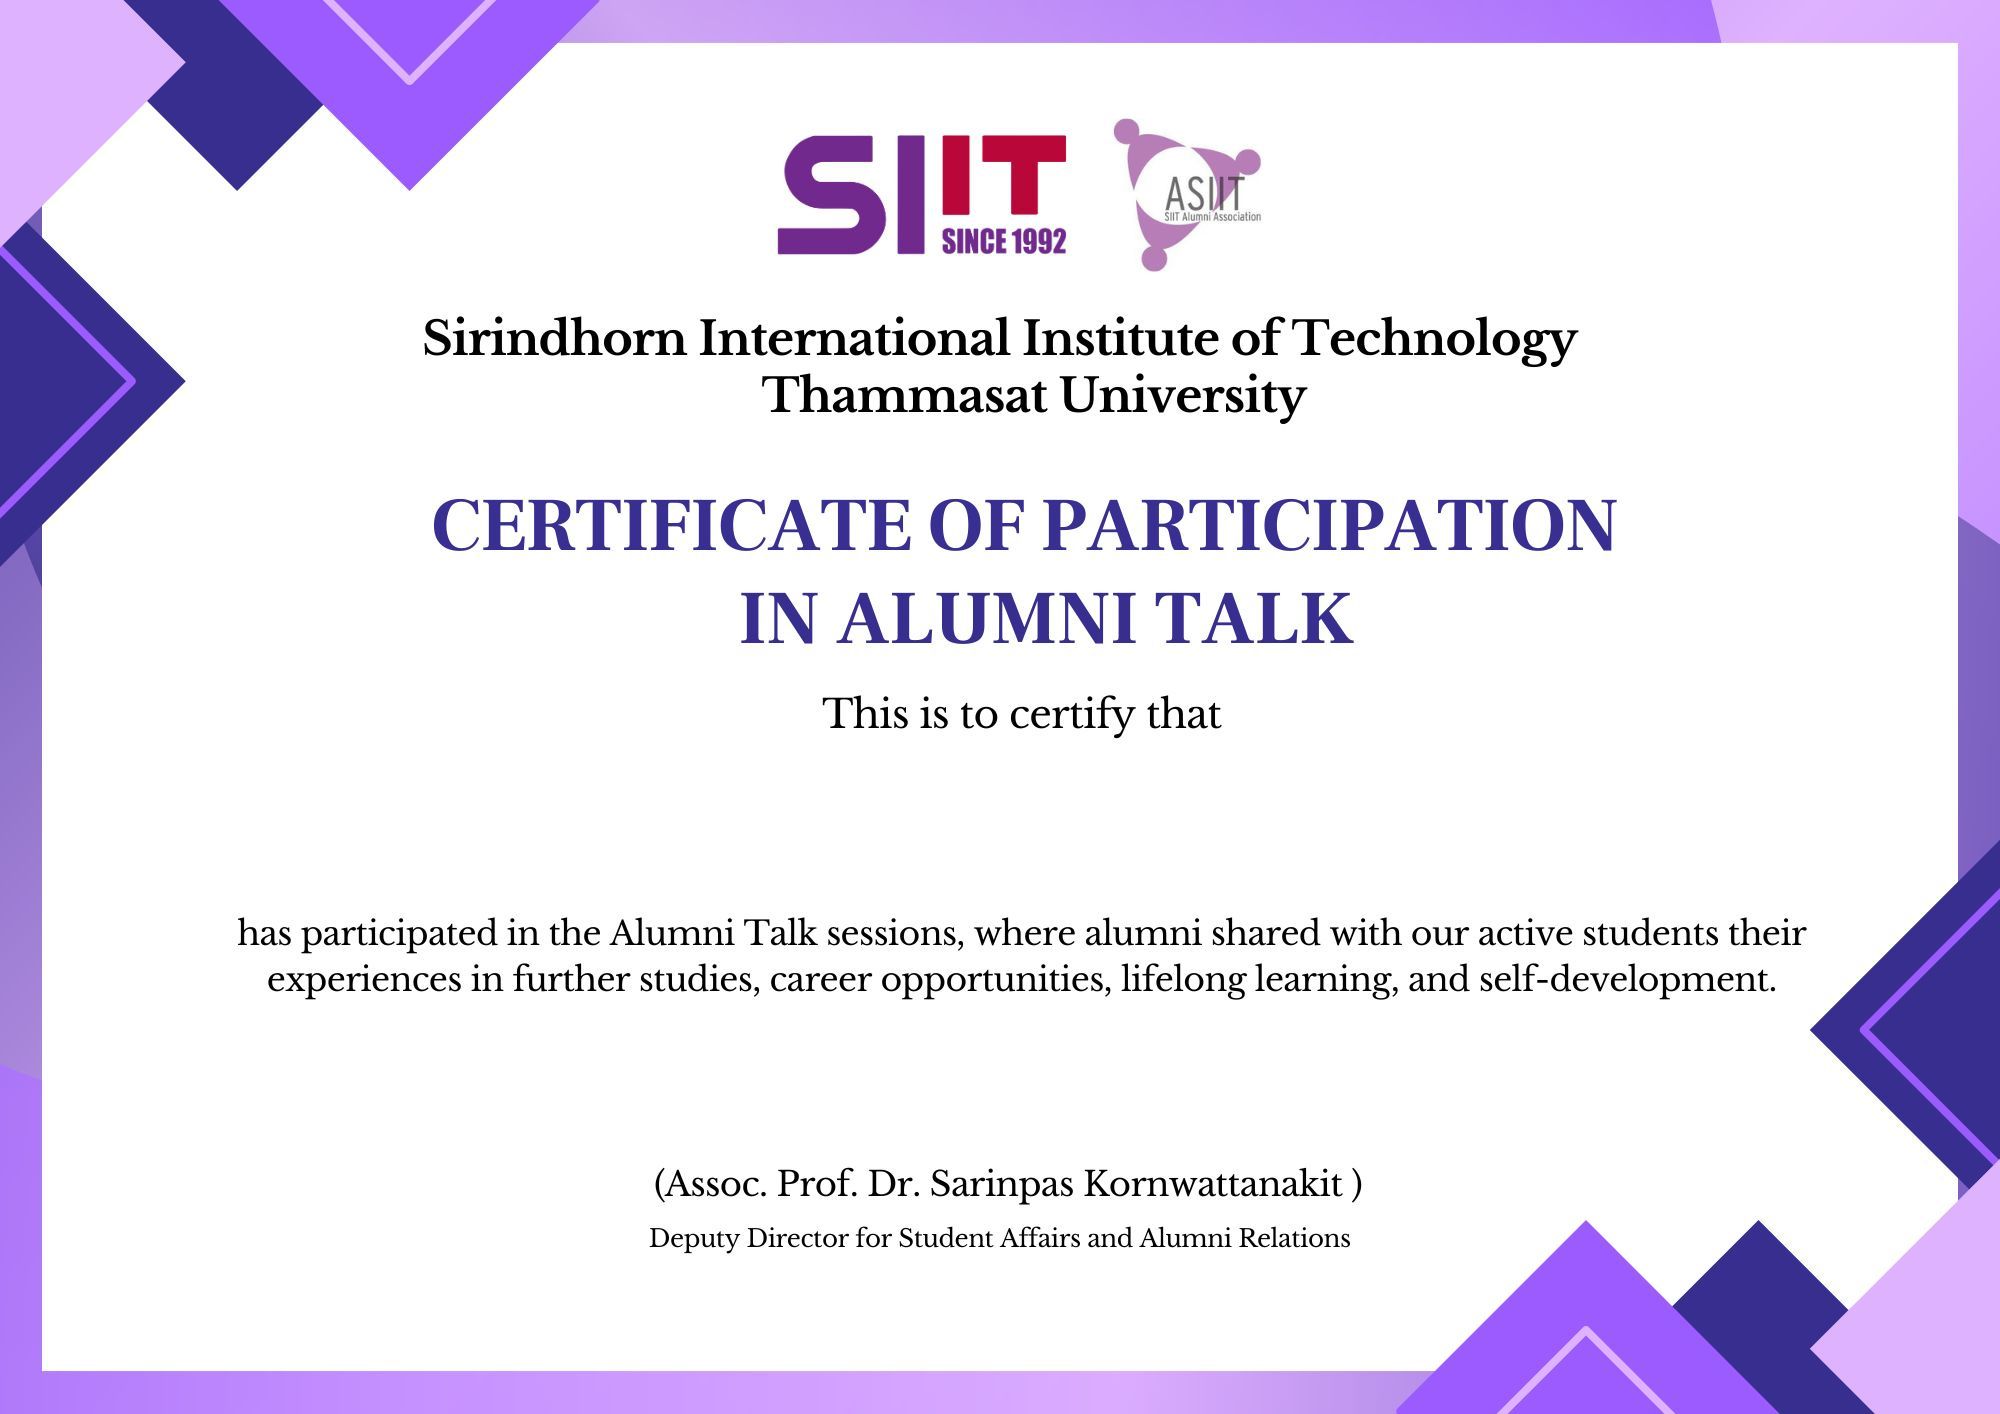 SIIT
SINCE 1992
ASIIT
SIIT Alumni Association
Sirindhorn International Institute of Technology
Thammasat University
CERTIFICATE OF PARTICIPATION
IN ALUMNI TALK
This is to certify that
has participated in the Alumni Talk sessions, where alumni shared with our active students their
experiences in further studies, career opportunities, lifelong learning, and self-development.
(Assoc. Prof. Dr. Sarinpas Kornwattanakit )
Deputy Director for Student Affairs and Alumni Relations